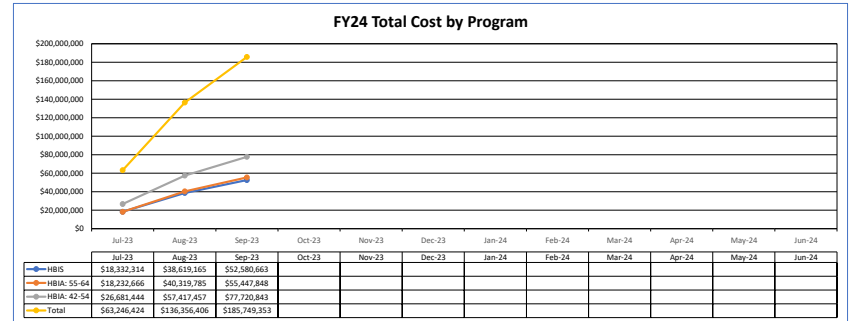 FY24 Total Cost by Program
$200,000,000
$180,000,000
$160,000,000
$140,000,000
$120,000,000
$100,000,000
$80,000,000
$60,000,000
$40,000,000
$20,000,000
$0
Jul-23 Aug-23 Sep-23 Oct-23 Nov-23 Dec-23 Jan-24 Feb-24 Mar-24 Apr-24 May-24 Jun-24
Jul-23 Aug-23 Sep-23 Oct-23 Nov-23 Dec-23 Jan-24 Feb-24 Mar-24 Apr-24 May-24 Jun-24
HBIS $18,332,314 $38,619,165 $52,580,663
HBIA: 55-64 $18,232,666 $40,319,785 $55,447,848
HBIA: 42-54 $26,681,444 $57,417,457 $77,720,843
Total $63,246,424 $136,356,406 $185,749,353